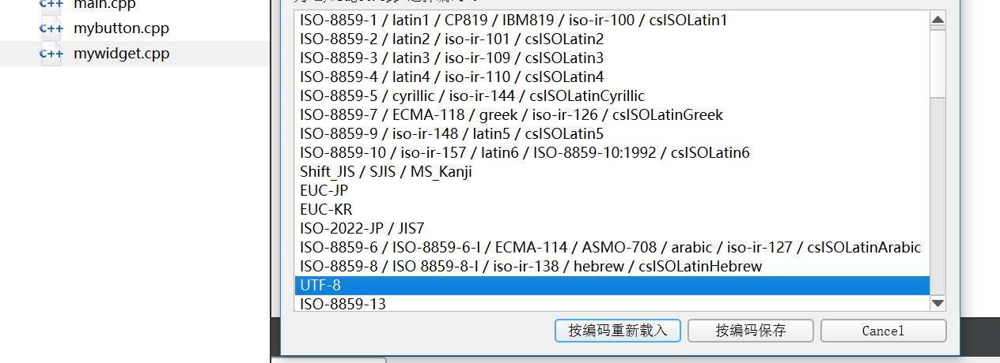 main.cpp
mybutton.cpp
mywidget.cpp
ISO-8859-1 / latin1 / CP819 / IBM819 / iso-ir-100 / csISOLatin1
ISO-8859-2 / latin2 / iso-ir-101 / csISOLatin2
ISO-8859-3 / latin3 / iso-ir-109 / csISOLatin3
ISO-8859-4 / latin4 / iso-ir-110 / csISOLatin4
ISO-8859-5 / cyrillic / iso-ir-144 / csISOLatinCyrillic
ISO-8859-7 / ECMA-118 / greek / iso-ir-126 / csISOLatinGreek
ISO-8859-9 / iso-ir-148 / latin5 / csISOLatin5
ISO-8859-10 / iso-ir-157 / latin6 / ISO-8859-10:1992 / csISOLatin6
Shift_JIS / SJIS / MS_Kanji
EUC-JP
EUC-KR
ISO-2022-JP / JIS7
ISO-8859-6 / ISO-8859-6-I / ECMA-114 / ASMO-708 / arabic / iso-ir-127 / csISOLatinArabic
ISO-8859-8 / ISO 8859-8-I / iso-ir-138 / hebrew / csISOLatinHebrew
UTF-8
ISO-8859-13
按编码重新载入 按编码保存 Cancel